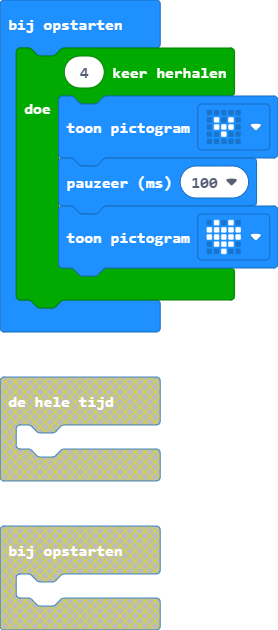 bij opstarten
4 keer herhalen
doe
toon pictogram
pauzeer (ms) 100
toon pictogram
de hele tijd
bij opstarten